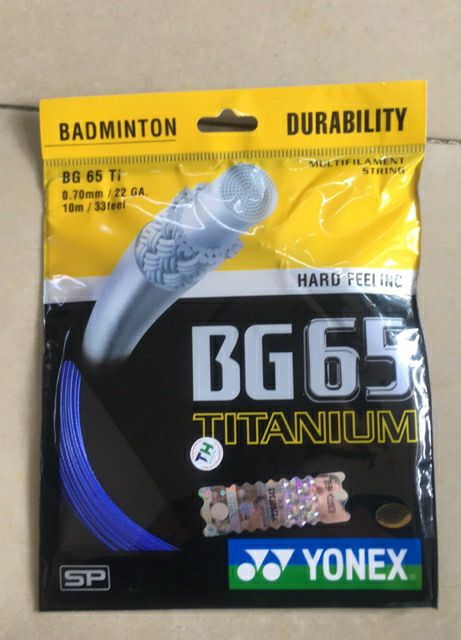 BADMINTON
DURABILITY
BG 65 Ti
0.70mm / 22 GA.
10m / 33feet
MULTIFILAMENT
STRING
HARD FEELING
BG65
TITANIUM
TH
SP
YONEX